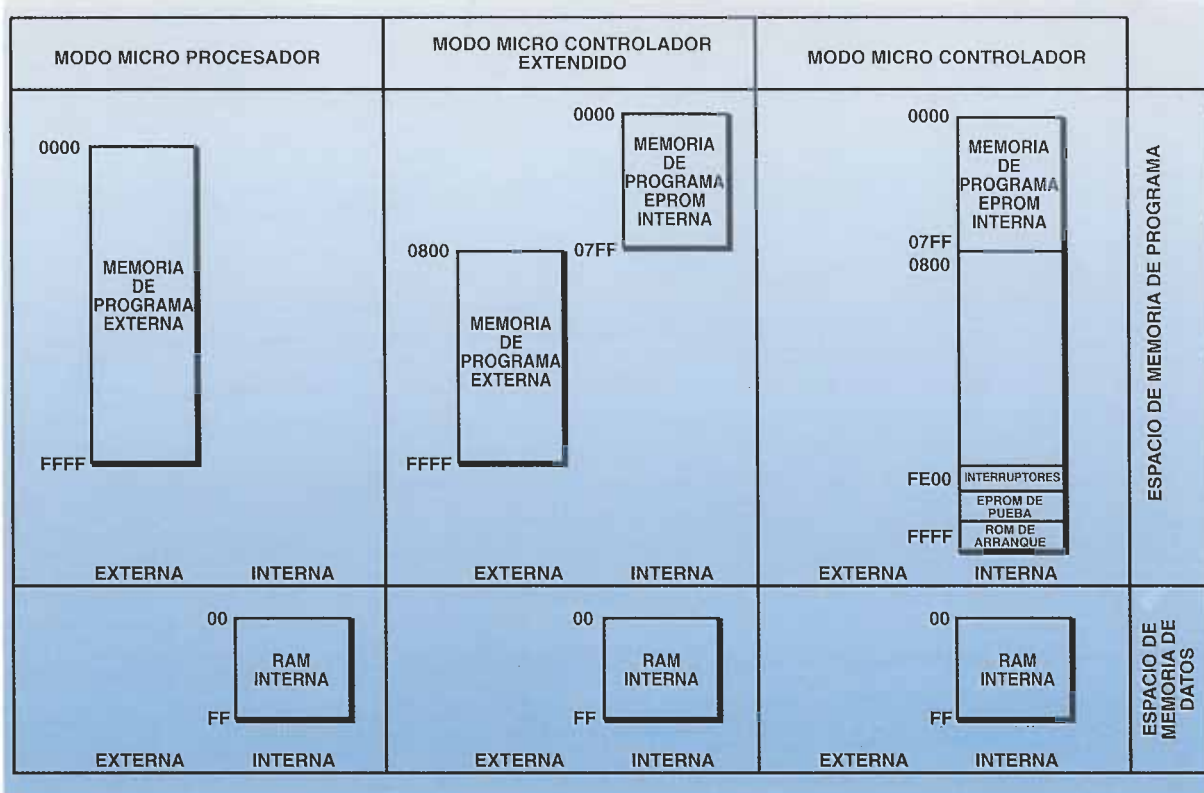 MODO MICRO PROCESADOR
MODO MICRO CONTROLADOR
EXTENDIDO
MODO MICRO CONTROLADOR
0000
MEMORIA
DE
PROGRAMA
EXTERNA
FFFF
EXTERNA INTERNA
0000
MEMORIA
DE
PROGRAMA
EPROM
INTERNA
07FF
0800
MEMORIA
DE
PROGRAMA
EXTERNA
FFFF
EXTERNA INTERNA
0000
MEMORIA
DE
PROGRAMA
EPROM
INTERNA
07FF
0800
FE00
INTERRUPTORES
EPROM DE
PUEBA
FFFF
ROM DE
ARRANQUE
EXTERNA INTERNA
ESPACIO DE MEMORIA DE PROGRAMA
00
RAM
INTERNA
FF
EXTERNA INTERNA
00
RAM
INTERNA
FF
EXTERNA INTERNA
00
RAM
INTERNA
FF
EXTERNA INTERNA
ESPACIO DE
MEMORIA DE
DATOS